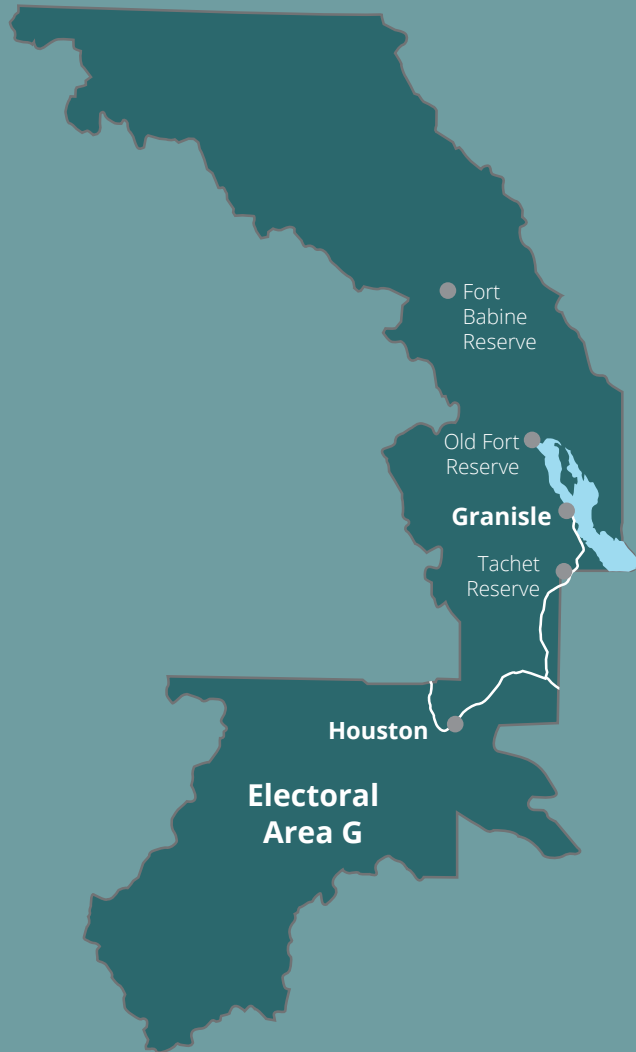 Fort
Babine
Reserve
Old Fort
Reserve
Granisle
Tachet
Reserve
Houston
Electoral
Area G